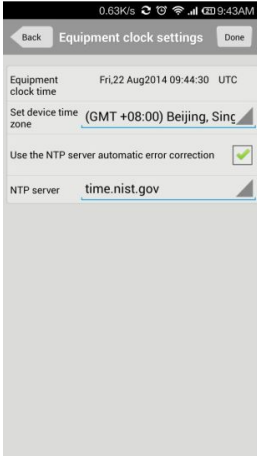 0.63K/s 9:43AM
Back Equipment clock settings Done
Equipment clock time Fri,22 Aug2014 09:44:30 UTC
Set device time zone (GMT +08:00) Beijing, Sing
Use the NTP server automatic error correction
NTP server time.nist.gov